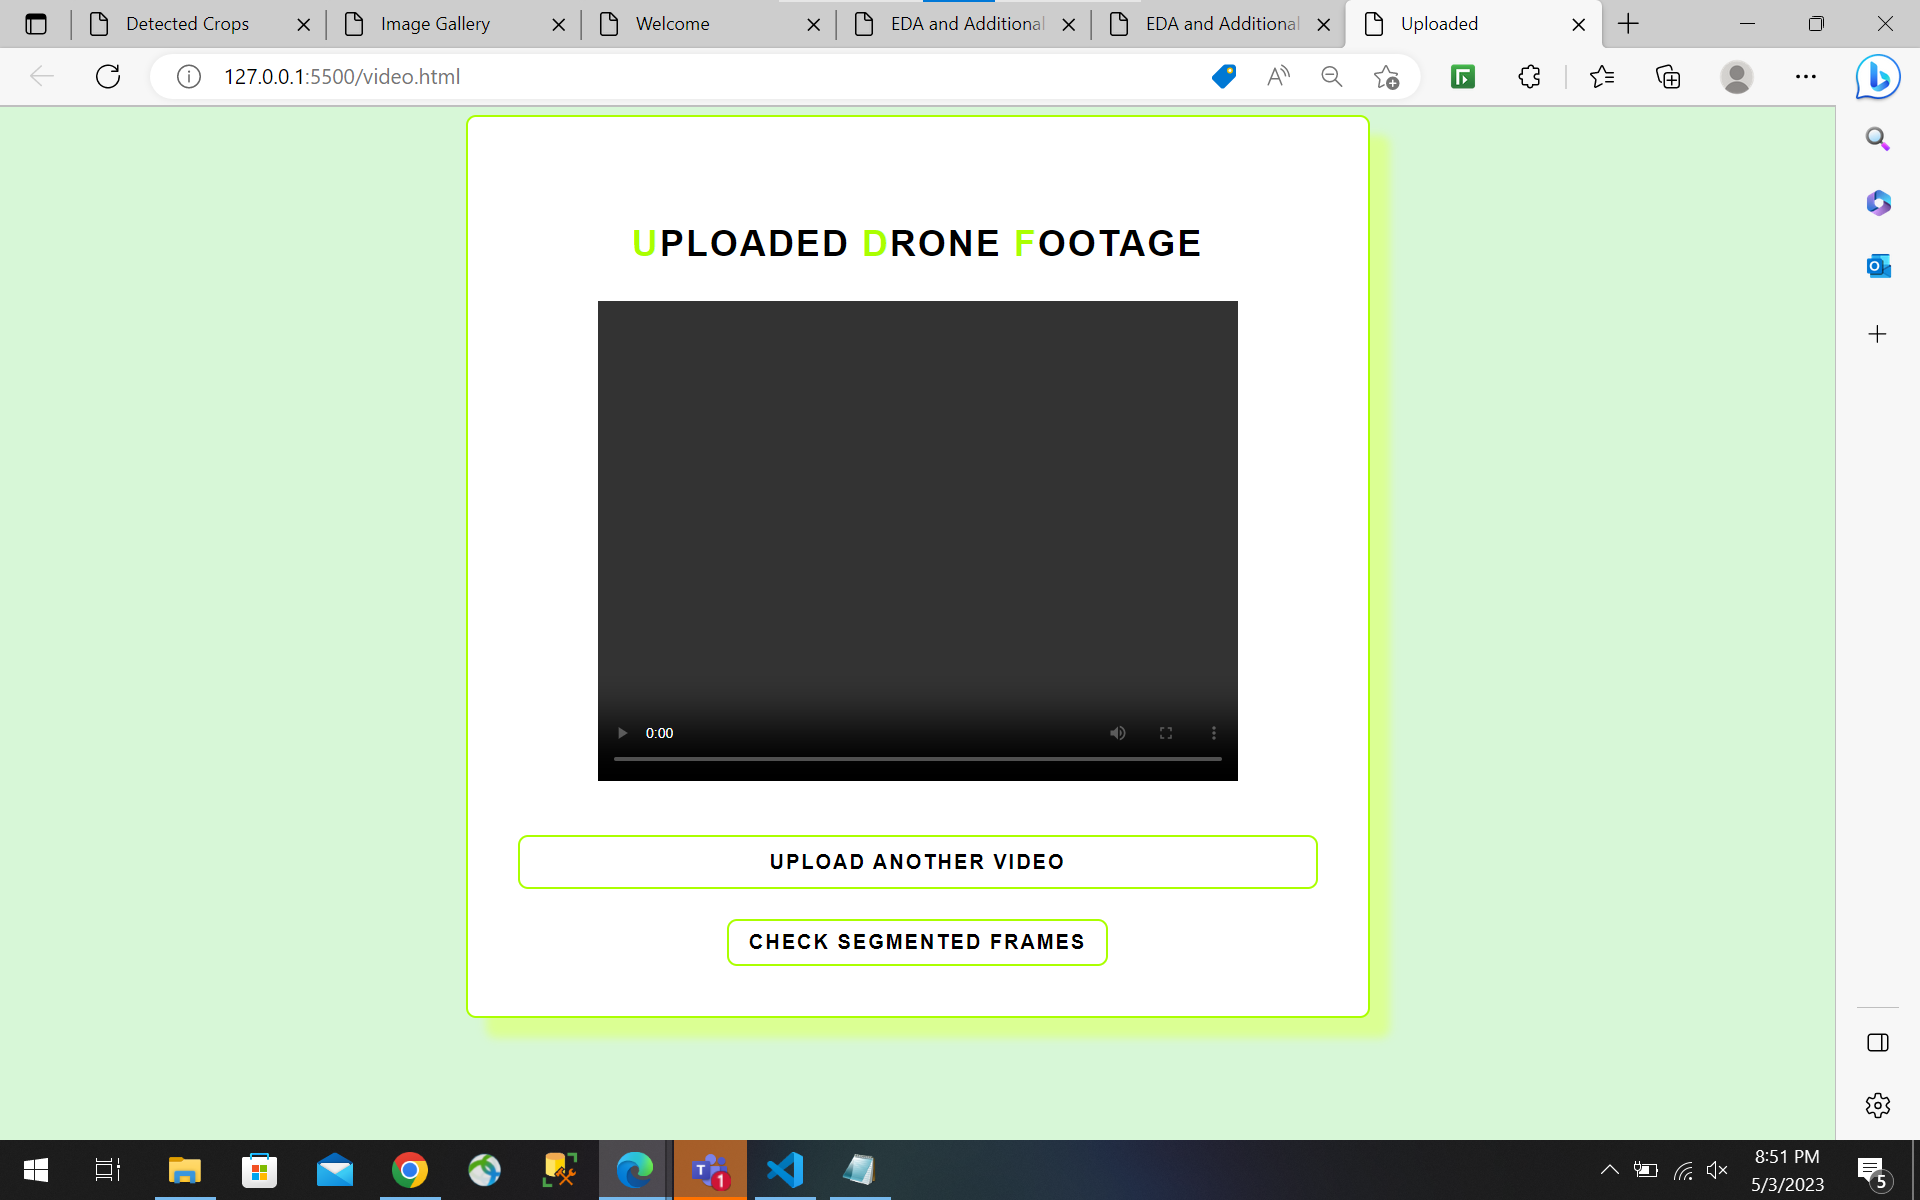 Detected Crops
Image Gallery
Welcome
EDA and Additional
EDA and Additional
Uploaded
127.0.0.1:5500/video.html
UPLOADED DRONE FOOTAGE
0:00
UPLOAD ANOTHER VIDEO
CHECK SEGMENTED FRAMES
1
8:51 PM
5/3/2023
5